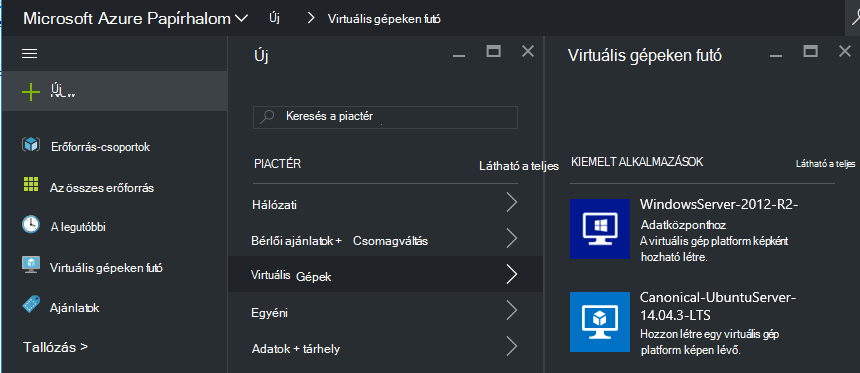 Microsoft Azure Papírhalom Új Virtuális gépeken futó
Új
Erőforrás-csoportok
Az összes erőforrás
A legutóbbi
Virtuális gépeken futó
Ajánlatok
Tallózás >
Új
Keresés a piactér
PIACTÉR Látható a teljes
Hálózati
Bérlői ajánlatok + Csomagváltás
Virtuális Gépek
Egyéni
Adatok + tárhely
Virtuális gépeken futó
KIEMELT ALKALMAZÁSOK Látható a teljes
WindowsServer-2012-R2-
Adatközponthoz
A virtuális gép platform képként
hozható létre.
Canonical-UbuntuServer-
14.04.3-LTS
Hozzon létre egy virtuális gép
platform képen lévő.